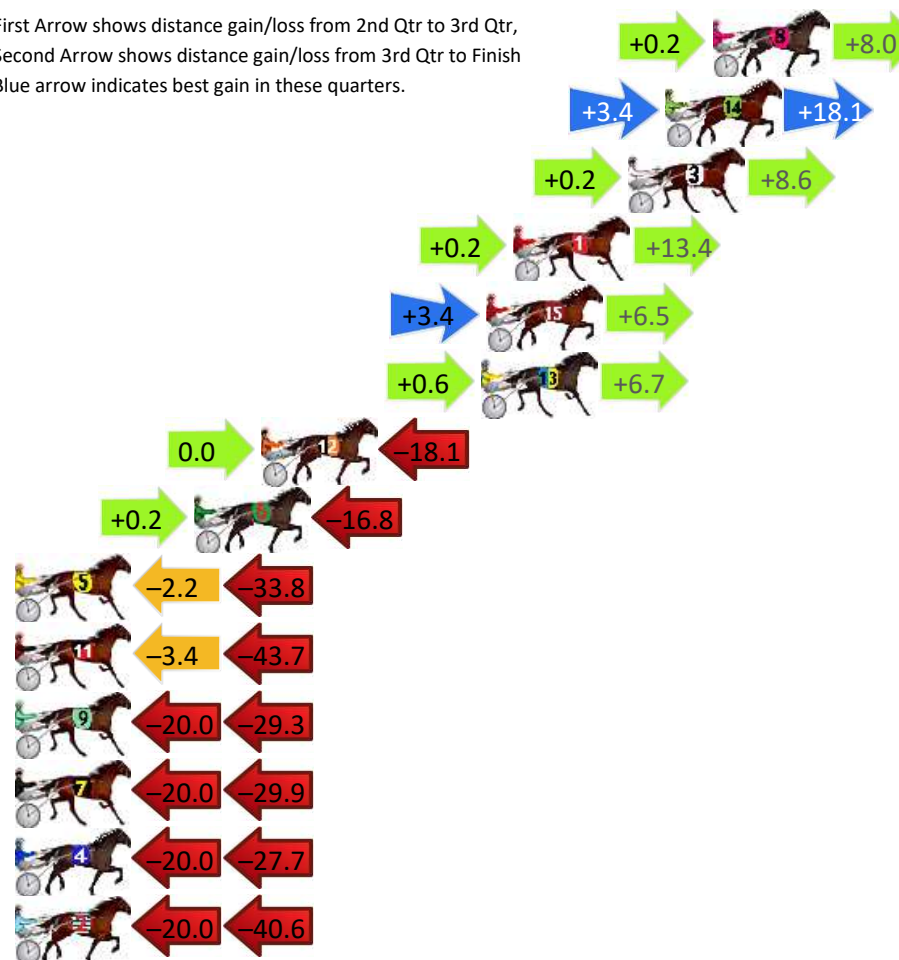 First Arrow shows distance gain/loss from 2nd Qtr to 3rd Qtr,
Second Arrow shows distance gain/loss from 3rd Qtr to Finish
Blue arrow indicates best gain in these quarters.
+0.2 8 +8.0
+3.4 14 +18.1
+0.2 3 +8.6
+0.2 1 +13.4
+3.4 15 +6.5
+0.6 13 +6.7
0.0 12 –18.1
+0.2 –16.8
5 –2.2 –33.8
11 –3.4 –43.7
9 –20.0 –29.3
7 –20.0 –29.9
4 –20.0 –27.7
–20.0 –40.6